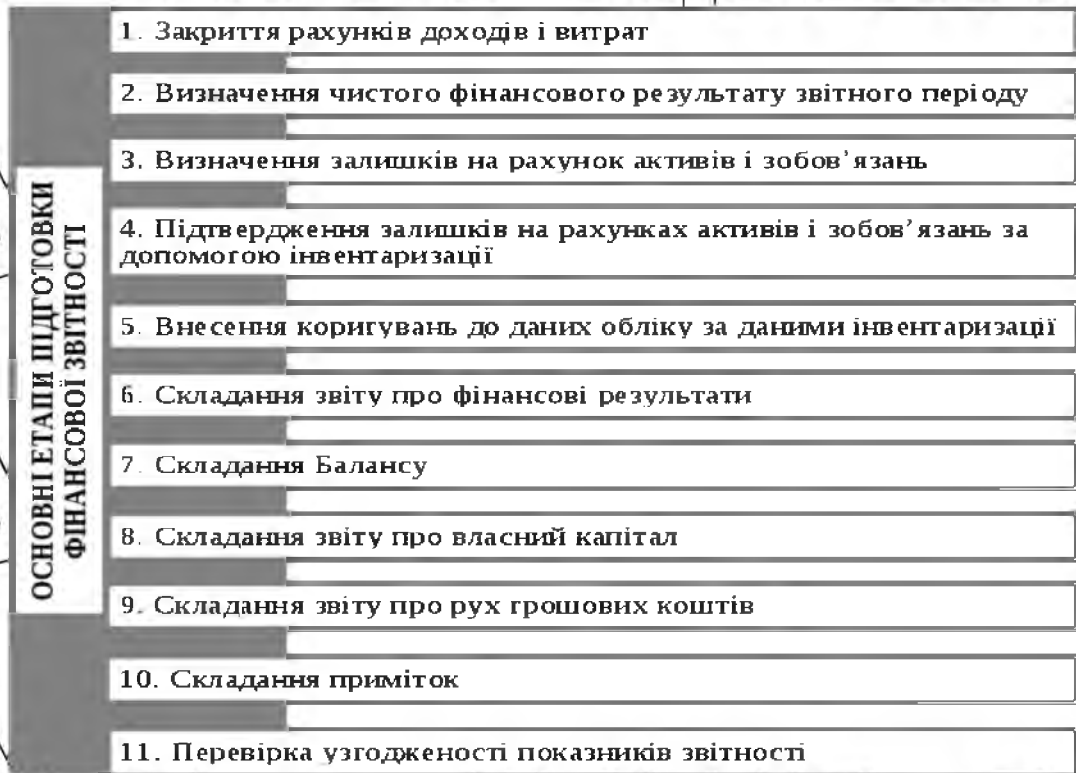 ОСНОВНІ ЕТАПИ ПІДГОТОВКИ
ФІНАНСОВОЇ ЗВІТНОСТІ
1. Закриття рахунків доходів і витрат
2. Визначення чистого фінансового результату звітного періоду
3. Визначення залишків на рахунок активів і зобов’язань
4. Підтвердження залишків на рахунках активів і зобов’язань за
допомогою інвентаризації
5. Внесення коригувань до даних обліку за даними інвентаризації
6. Складання звіту про фінансові результати
7. Складання Балансу
8. Складання звіту про власний капітал
9. Складання звіту про рух грошових коштів
10. Складання приміток
11. Перевірка узгодженості показників звітності